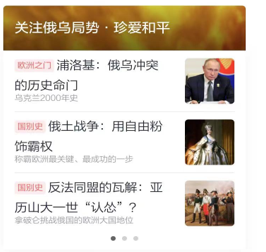 关注俄乌局势·珍爱和平
欧洲之门 浦洛基：俄乌冲突
的历史命门
乌克兰2000年史
国别史 俄土战争：用自由粉
饰霸权
称霸欧洲最关键、最成功的一步
国别史 反法同盟的瓦解：亚
历山大一世“认怂”？
拿破仑挑战俄国的欧洲大国地位